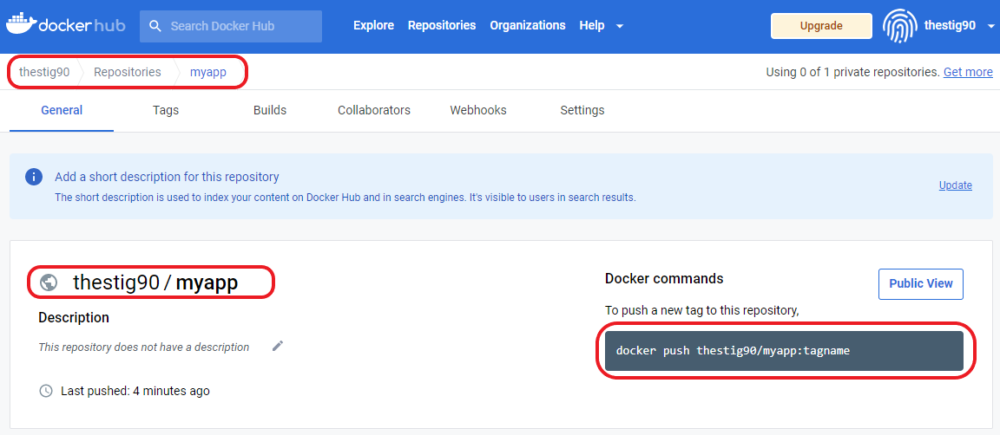 docker hub
Search Docker Hub
Explore Repositories Organizations Help
Upgrade
thestig90
thestig90 Repositories myapp
Using 0 of 1 private repositories. Get more
General Tags Builds Collaborators Webhooks Settings
Add a short description for this repository
The short description is used to index your content on Docker Hub and in search engines. It's visible to users in search results.
Update
thestig90 / myapp
Description
This repository does not have a description
Last pushed: 4 minutes ago
Docker commands
Public View
To push a new tag to this repository,
docker push thestig90/myapp:tagname